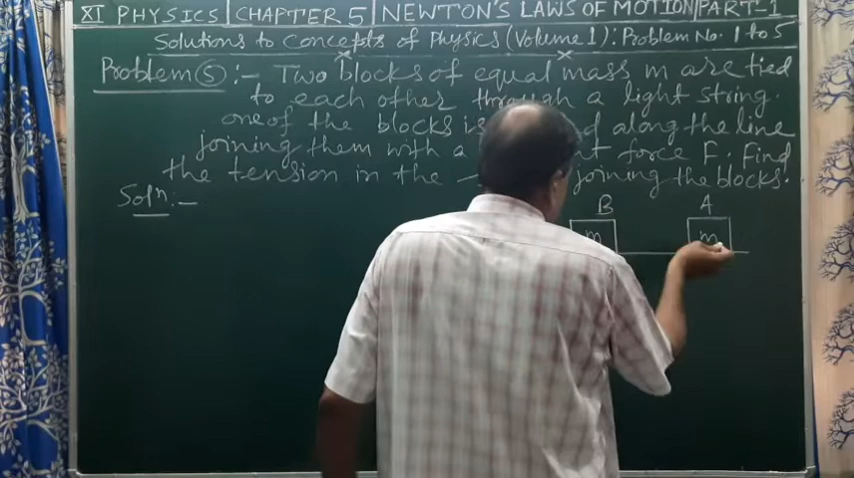 XI PHYSICS | CHAPTER 5 | NEWTON'S LAWS OF MOTION/PART-1
Solutions to Concepts of Physics (Volume 1): Problem No. 1 to 5
Problem 5 :- Two blocks of equal mass m are tied
to each other through a light string.
one of the blocks is along the line
joining them with a force F. Find
the tension in the joining the blocks.
Soln:-
B A
m m